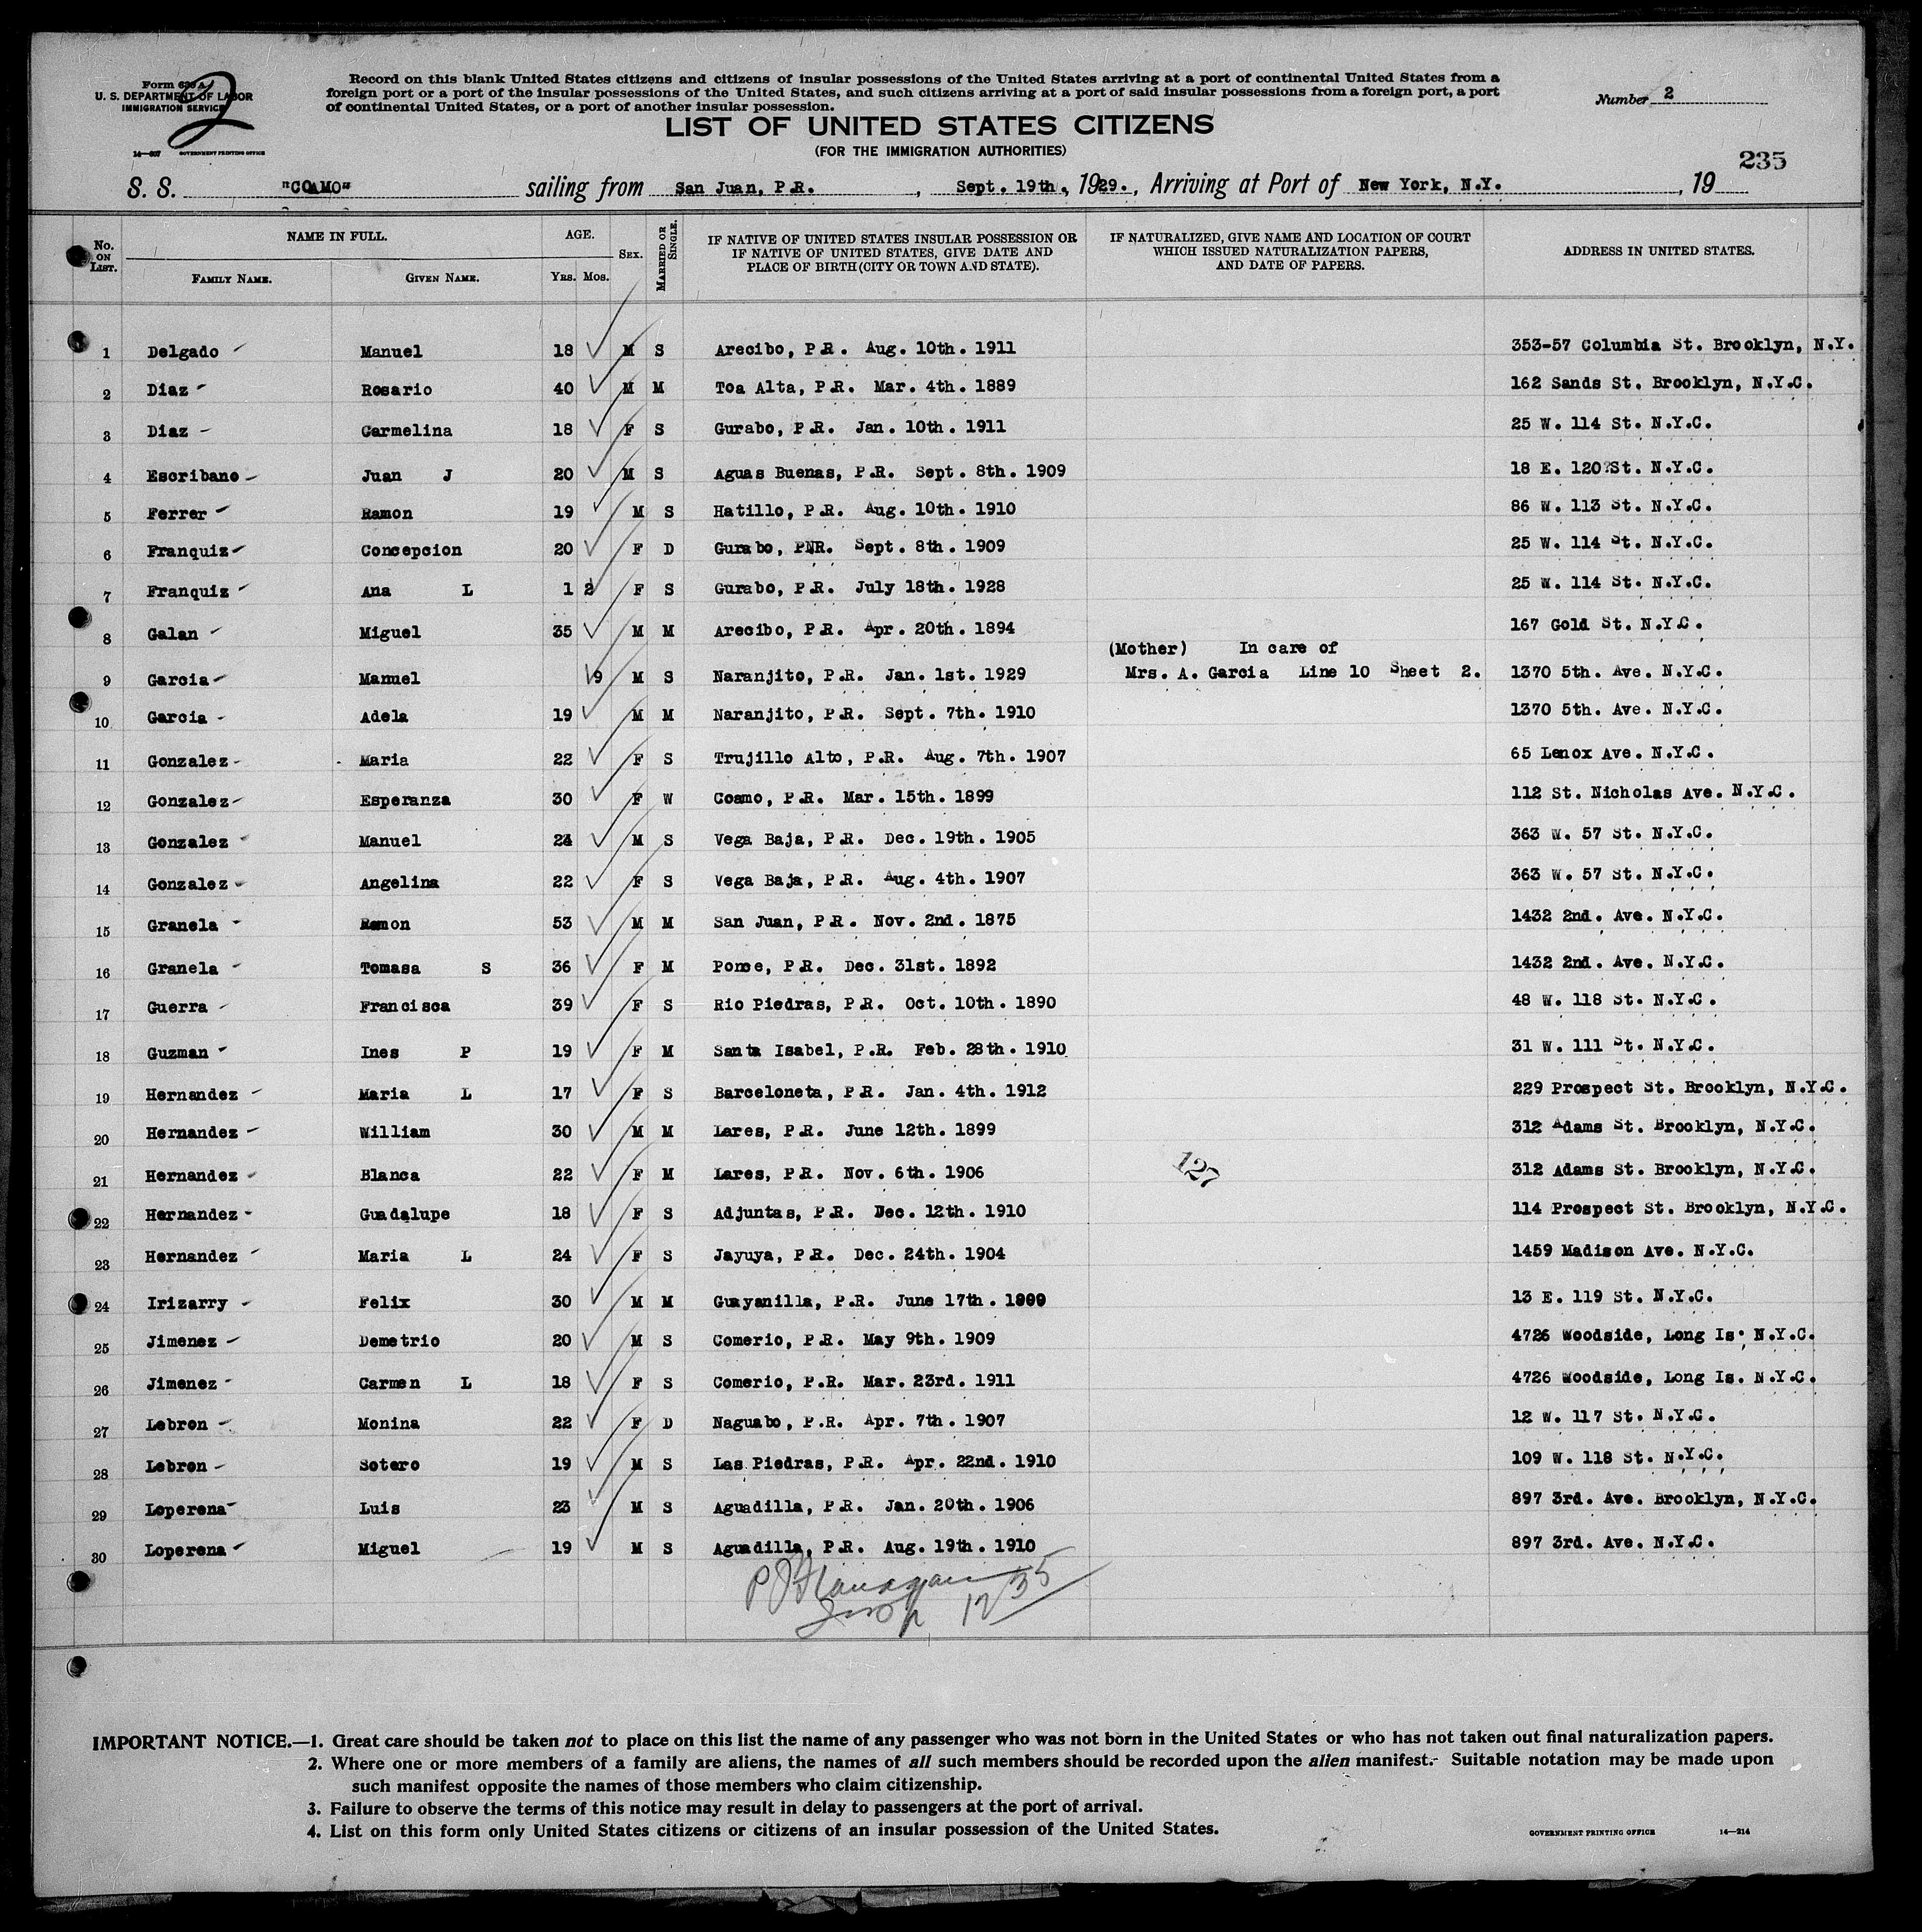 Form 630 A
U. S. DEPARTMENT OF LABOR
IMMIGRATION SERVICE
2
14—607 GOVERNMENT PRINTING OFFICE
Record on this blank United States citizens and citizens of insular possessions of the United States arriving at a port of continental United States from a
foreign port or a port of the insular possessions of the United States, and such citizens arriving at a port of said insular possessions from a foreign port, a port
of continental United States, or a port of another insular possession.
Number 2
LIST OF UNITED STATES CITIZENS
(FOR THE IMMIGRATION AUTHORITIES)
235
S. S. "COAMO" sailing from San Juan, P.R. , Sept. 19th, 1929. , Arriving at Port of New York, N.Y. , 19
No. ON LIST. NAME IN FULL. AGE. SEX. MARRIED OR SINGLE. IF NATIVE OF UNITED STATES INSULAR POSSESSION OR IF NATIVE OF UNITED STATES, GIVE DATE AND PLACE OF BIRTH (CITY OR TOWN AND STATE). IF NATURALIZED, GIVE NAME AND LOCATION OF COURT WHICH ISSUED NATURALIZATION PAPERS, AND DATE OF PAPERS. ADDRESS IN UNITED STATES.
FAMILY NAME. GIVEN NAME. YRS. MOS.
1 Delgado Manuel 18 M S Arecibo, P.R. Aug. 10th. 1911 353-57 Columbia St. Brooklyn, N.Y.
2 Diaz Rosario 40 M M Toa Alta, P.R. Mar. 4th. 1889 162 Sands St. Brooklyn, N.Y.C.
3 Diaz Carmelina 18 F S Gurabo, P.R. Jan. 10th. 1911 25 W. 114 St. N.Y.C.
4 Escribano Juan J 20 M S Aguas Buenas, P.R. Sept. 8th. 1909 18 E. 120 St. N.Y.C.
5 Ferrer Ramon 19 M S Hatillo, P.R. Aug. 10th. 1910 86 W. 113 St. N.Y.C.
6 Franquiz Concepcion 20 F D Gurabo, PNR. Sept. 8th. 1909 25 W. 114 St. N.Y.C.
7 Franquiz Ana L 1 2 F S Gurabo, P.R. July 18th. 1928 25 W. 114 St. N.Y.C.
8 Galan Miguel 35 M M Arecibo, P.R. Apr. 20th. 1894 167 Gold St. N.Y.C.
(Mother) In care of
9 Garcia Manuel 9 M S Naranjito, P.R. Jan. 1st. 1929 Mrs. A. Garcia Line 10 Sheet 2. 1370 5th. Ave. N.Y.C.
10 Garcia Adela 19 M M Naranjito, P.R. Sept. 7th. 1910 1370 5th. Ave. N.Y.C.
11 Gonzalez Maria 22 F S Trujillo Alto, P.R. Aug. 7th. 1907 65 Lenox Ave. N.Y.C.
12 Gonzalez Esperanza 30 F W Coamo, P.R. Mar. 15th. 1899 112 St. Nicholas Ave. N.Y.C.
13 Gonzalez Manuel 24 M S Vega Baja, P.R. Dec. 19th. 1905 363 W. 57 St. N.Y.C.
14 Gonzalez Angelina 22 F S Vega Baja, P.R. Aug. 4th. 1907 363 W. 57 St. N.Y.C.
15 Granela Ramon 53 M M San Juan, P.R. Nov. 2nd. 1875 1432 2nd. Ave. N.Y.C.
16 Granela Tomasa S 36 F M Ponce, P.R. Dec. 31st. 1892 1432 2nd. Ave. N.Y.C.
17 Guerra Francisca 39 F S Rio Piedras, P.R. Oct. 10th. 1890 48 W. 118 St. N.Y.C.
18 Guzman Ines P 19 F M Santa Isabel, P.R. Feb. 28th. 1910 31 W. 111 St. N.Y.C.
19 Hernandez Maria L 17 F S Barceloneta, P.R. Jan. 4th. 1912 229 Prospect St. Brooklyn, N.Y.C.
20 Hernandez William 30 M M Lares, P.R. June 12th. 1899 312 Adams St. Brooklyn, N.Y.C.
21 Hernandez Blanca 22 F M Lares, P.R. Nov. 6th. 1906 127 312 Adams St. Brooklyn, N.Y.C.
22 Hernandez Guadalupe 18 F S Adjuntas, P.R. Dec. 12th. 1910 114 Prospect St. Brooklyn, N.Y.C.
23 Hernandez Maria L 24 F S Jayuya, P.R. Dec. 24th. 1904 1459 Madison Ave. N.Y.C.
24 Irizarry Felix 30 M M Guayanilla, P.R. June 17th. 13 E. 119 St. N.Y.C.
25 Jimenez Demetrio 20 M S Comerio, P.R. May 9th. 1909 4726 Woodside, Long Is. N.Y.C.
26 Jimenez Carmen L 18 F S Comerio, P.R. Mar. 23rd. 1911 4726 Woodside, Long Is. N.Y.C.
27 Lebron Monina 22 F D Naguabo, P.R. Apr. 7th. 1907 12 W. 117 St. N.Y.C.
28 Lebron Sotero 19 M S Las Piedras, P.R. Apr. 22nd. 1910 109 W. 118 St. N.Y.C.
29 Loperena Luis 23 M S Aguadilla, P.R. Jan. 20th. 1906 897 3rd. Ave. Brooklyn, N.Y.C.
30 Loperena Miguel 19 M S Aguadilla, P.R. Aug. 19th. 1910 897 3rd. Ave. N.Y.C.
P J Flanagan
Insp 12 35
IMPORTANT NOTICE.—1. Great care should be taken not to place on this list the name of any passenger who was not born in the United States or who has not taken out final naturalization papers.
2. Where one or more members of a family are aliens, the names of all such members should be recorded upon the alien manifest. Suitable notation may be made upon
such manifest opposite the names of those members who claim citizenship.
3. Failure to observe the terms of this notice may result in delay to passengers at the port of arrival.
4. List on this form only United States citizens or citizens of an insular possession of the United States.
GOVERNMENT PRINTING OFFICE 14—214